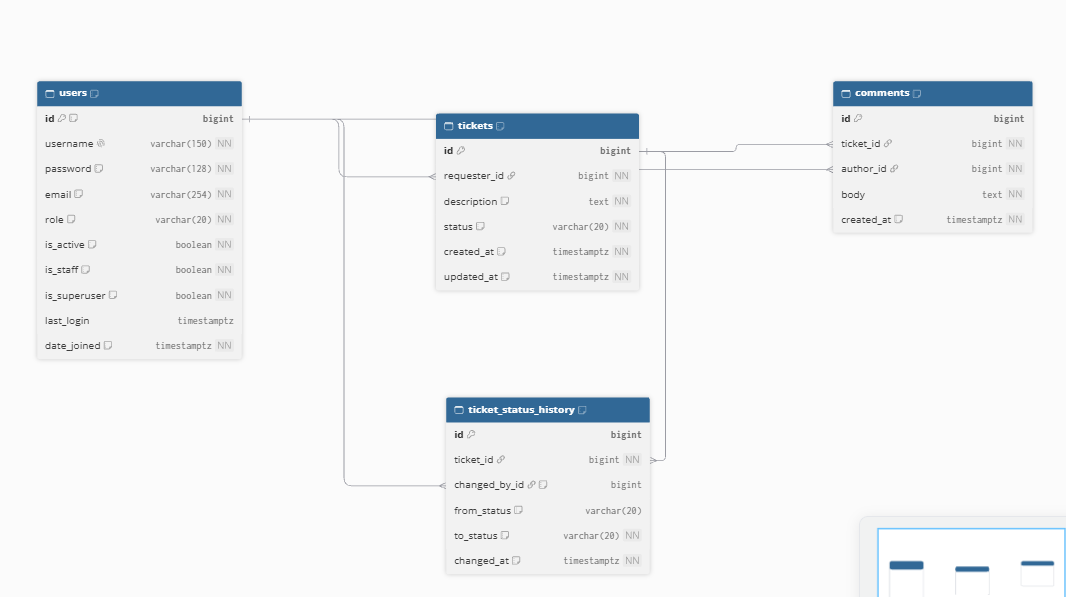 users
id bigint
username varchar(150) NN
password varchar(128) NN
email varchar(254) NN
role varchar(20) NN
is_active boolean NN
is_staff boolean NN
is_superuser boolean NN
last_login timestamptz
date_joined timestamptz NN
tickets
id bigint
requester_id bigint NN
description text NN
status varchar(20) NN
created_at timestamptz NN
updated_at timestamptz NN
comments
id bigint
ticket_id bigint NN
author_id bigint NN
body text NN
created_at timestamptz NN
ticket_status_history
id bigint
ticket_id bigint NN
changed_by_id bigint
from_status varchar(20)
to_status varchar(20) NN
changed_at timestamptz NN